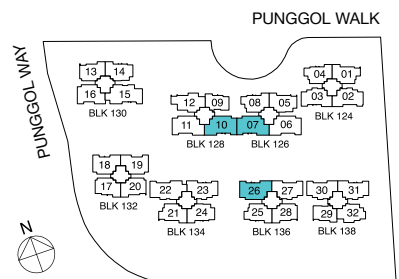 PUNGGOL WALK
PUNGGOL WAY
13 14
16 15
BLK 130
04 01
03 02
BLK 124
12 09
11 10
BLK 128
08 05
07 06
BLK 126
18 19
17 20
BLK 132
22 23
21 24
BLK 134
26 27
25 28
BLK 136
30 31
29 32
BLK 138
N